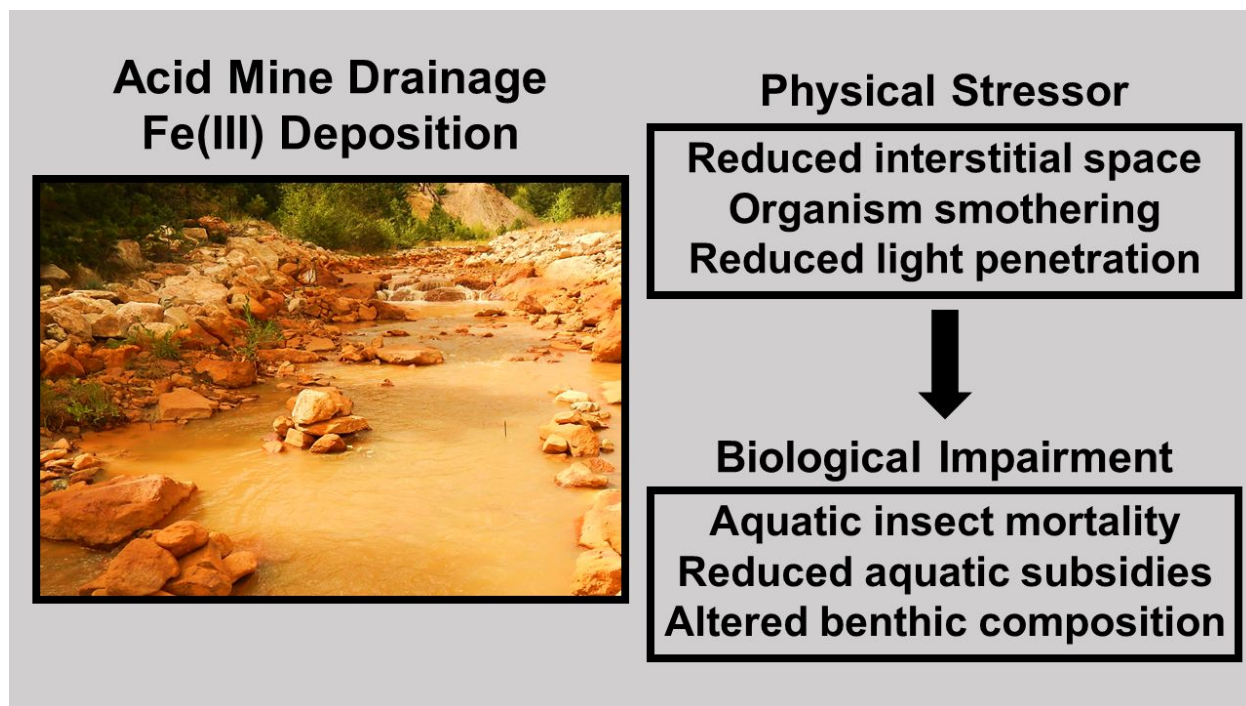 Acid Mine Drainage
Fe(III) Deposition
Physical Stressor
Reduced interstitial space
Organism smothering
Reduced light penetration
Biological Impairment
Aquatic insect mortality
Reduced aquatic subsidies
Altered benthic composition